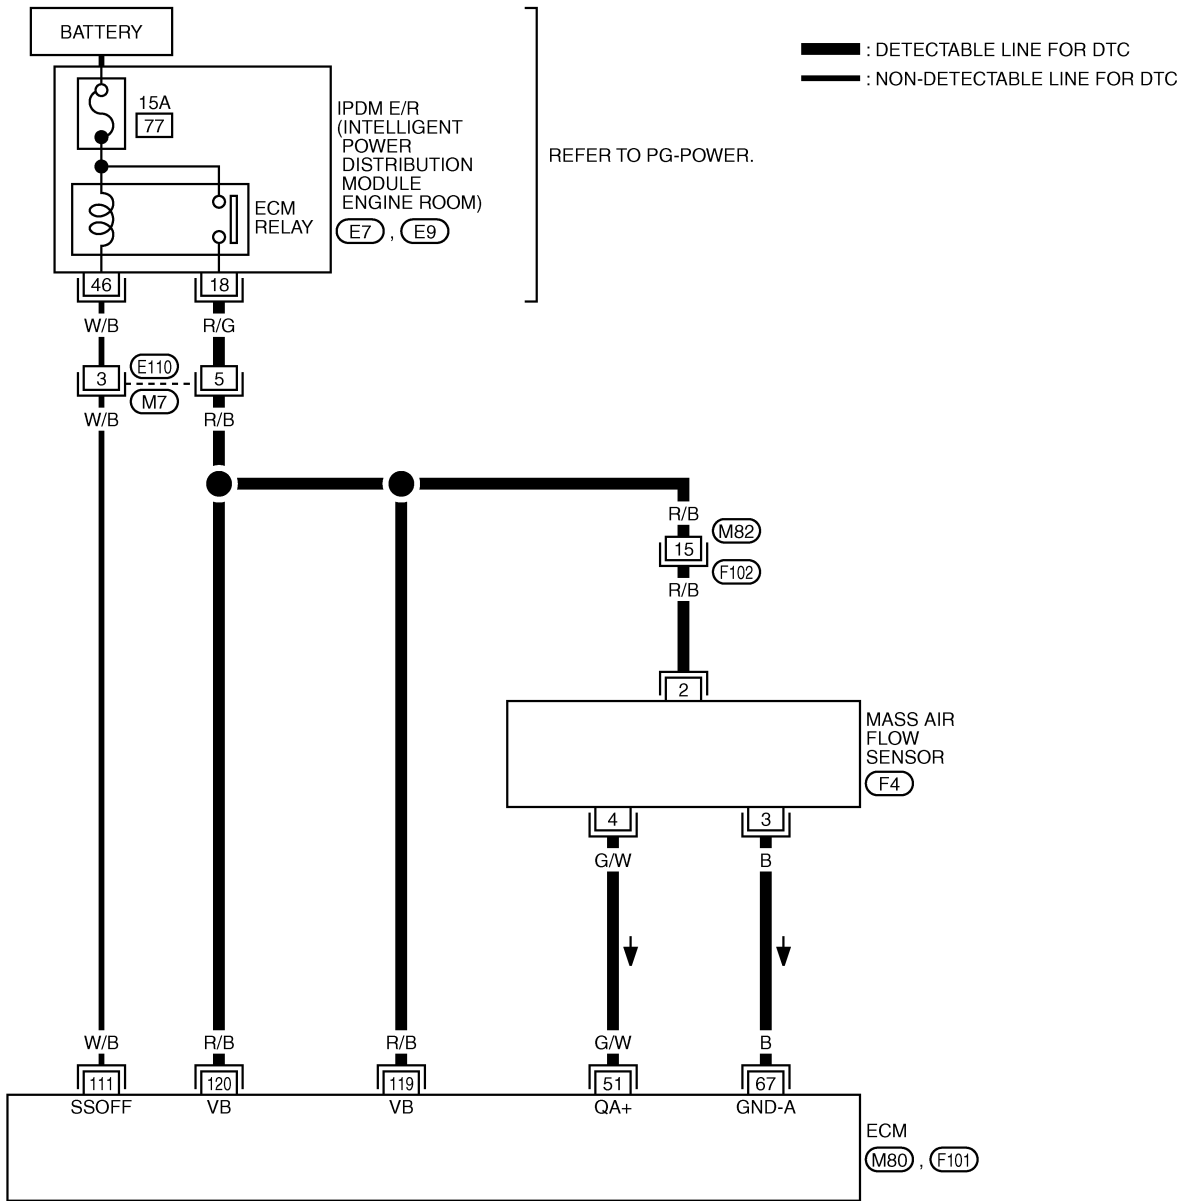 BATTERY
: DETECTABLE LINE FOR DTC
: NON-DETECTABLE LINE FOR DTC
15A
77
IPDM E/R
(INTELLIGENT
POWER
DISTRIBUTION
MODULE
ENGINE ROOM)
E7 , E9
REFER TO PG-POWER.
ECM
RELAY
46 18
W/B R/G
3 E110 5
M7
W/B R/B
R/B
M82
15
F102
R/B
2
MASS AIR
FLOW
SENSOR
F4
4 3
G/W B
W/B R/B R/B G/W B
111 120 119 51 67
SSOFF VB VB QA+ GND-A
ECM
M80 , F101